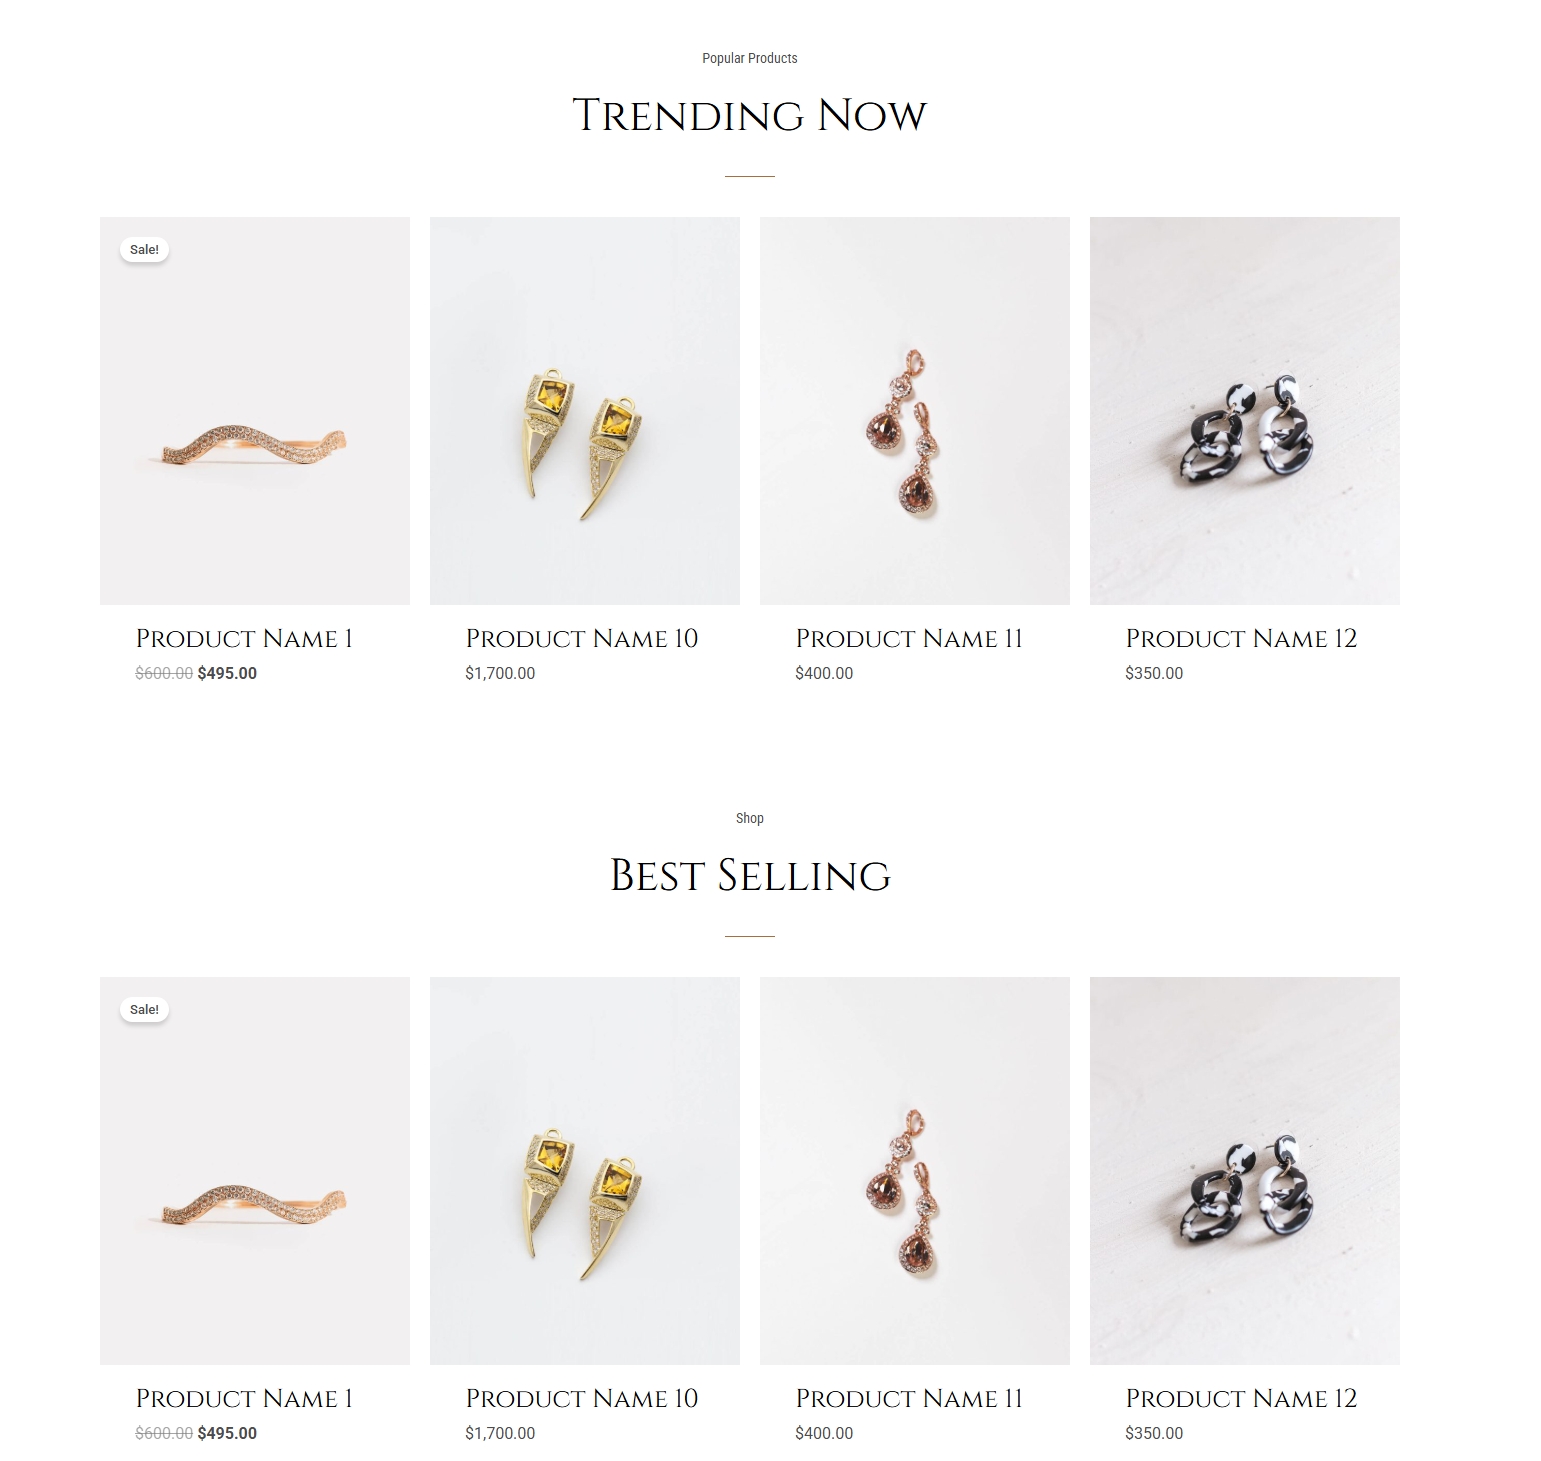 Popular Products
Trending Now
Sale!
Product Name 1
Product Name 10
Product Name 11
Product Name 12
$600.00 $495.00
$1,700.00
$400.00
$350.00
Shop
Best Selling
Sale!
Product Name 1
Product Name 10
Product Name 11
Product Name 12
$600.00 $495.00
$1,700.00
$400.00
$350.00